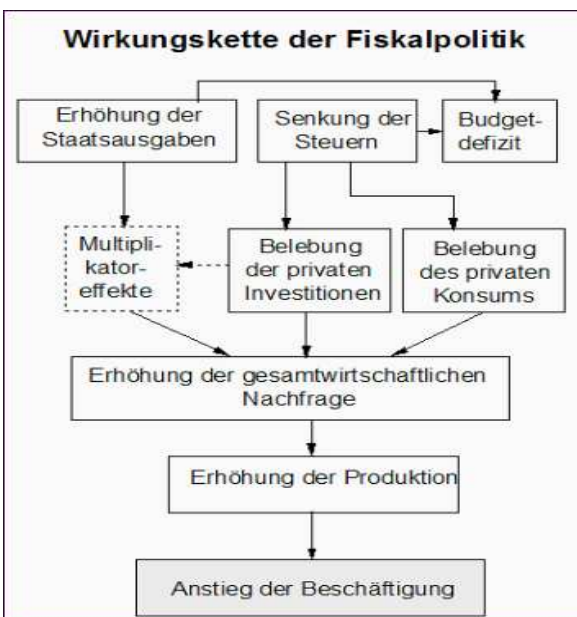 Wirkungskette der Fiskalpolitik
Erhöhung der
Staatsausgaben
Senkung der
Steuern
Budget-
defizit
Multipli-
kator-
effekte
Belebung
der privaten
Investitionen
Belebung
des privaten
Konsums
Erhöhung der gesamtwirtschaftlichen
Nachfrage
Erhöhung der Produktion
Anstieg der Beschäftigung